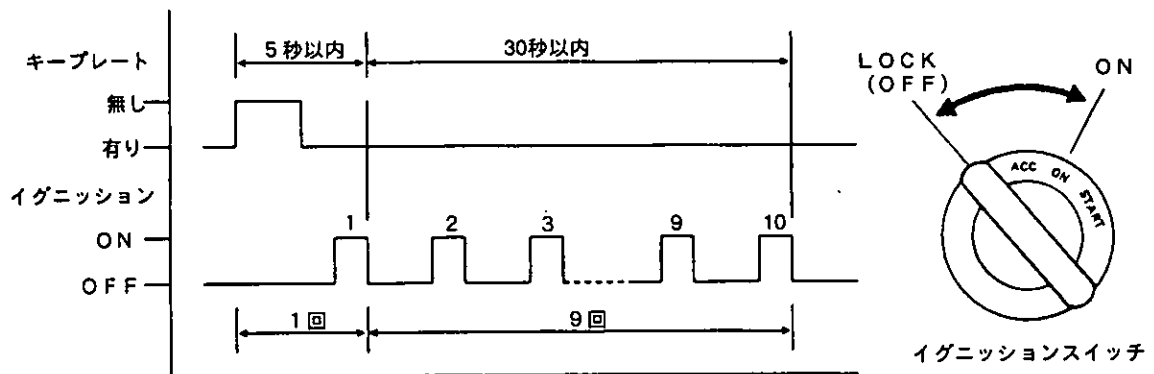 5秒以内
30秒以内
キープレート
無し
有り
イグニッション
ON
OFF
1
2
3
9
10
1回
9回
LOCK
(OFF)
ON
ACC ON START
イグニッションスイッチ